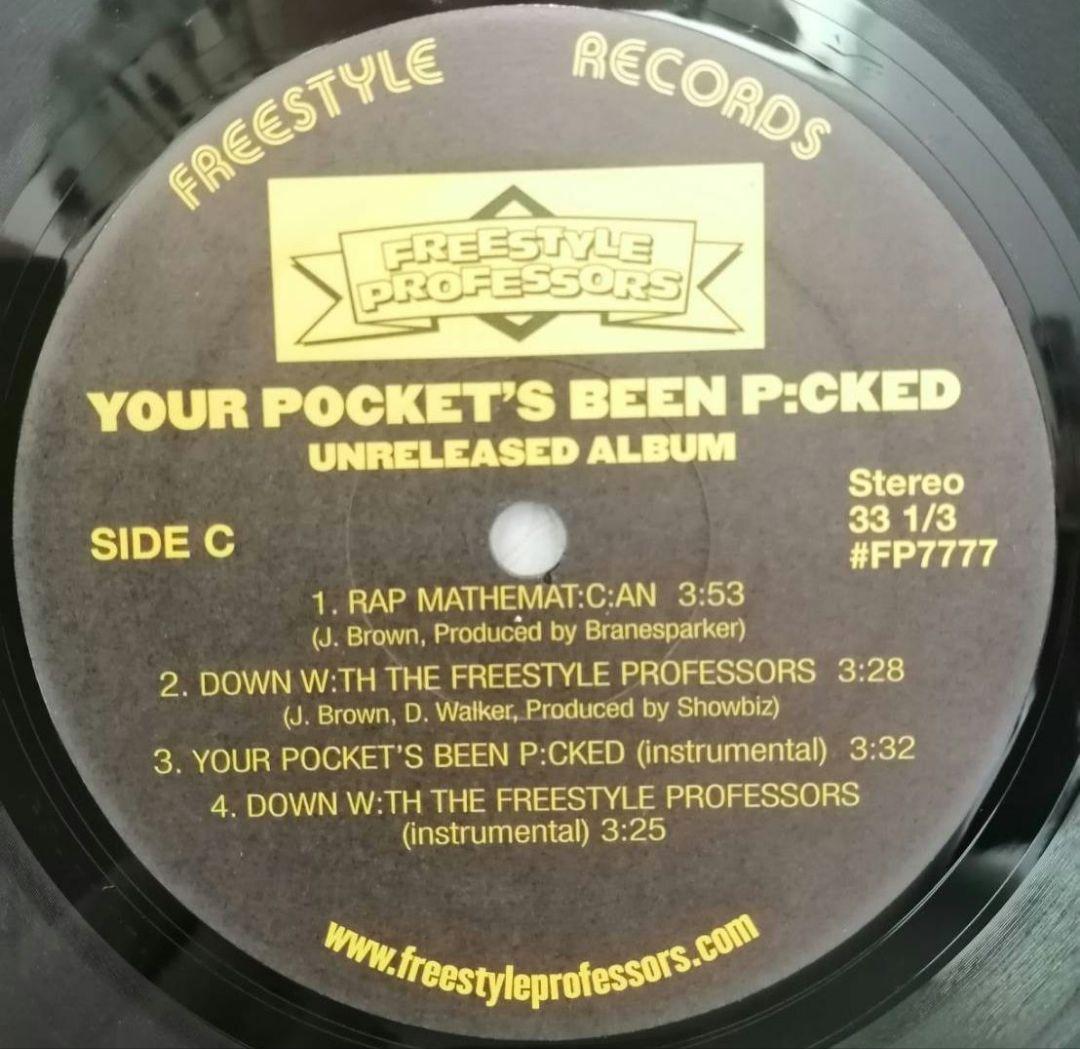 FREESTYLE RECORDS
FREESTYLE
PROFESSORS
YOUR POCKET'S BEEN P:CKED
UNRELEASED ALBUM
SIDE C
Stereo
33 1/3
#FP7777
1. RAP MATHEMAT:C:AN 3:53
(J. Brown, Produced by Branesparker)
2. DOWN W:TH THE FREESTYLE PROFESSORS 3:28
(J. Brown, D. Walker, Produced by Showbiz)
3. YOUR POCKET'S BEEN P:CKED (instrumental) 3:32
4. DOWN W:TH THE FREESTYLE PROFESSORS
(instrumental) 3:25
www.freestyleprofessors.com